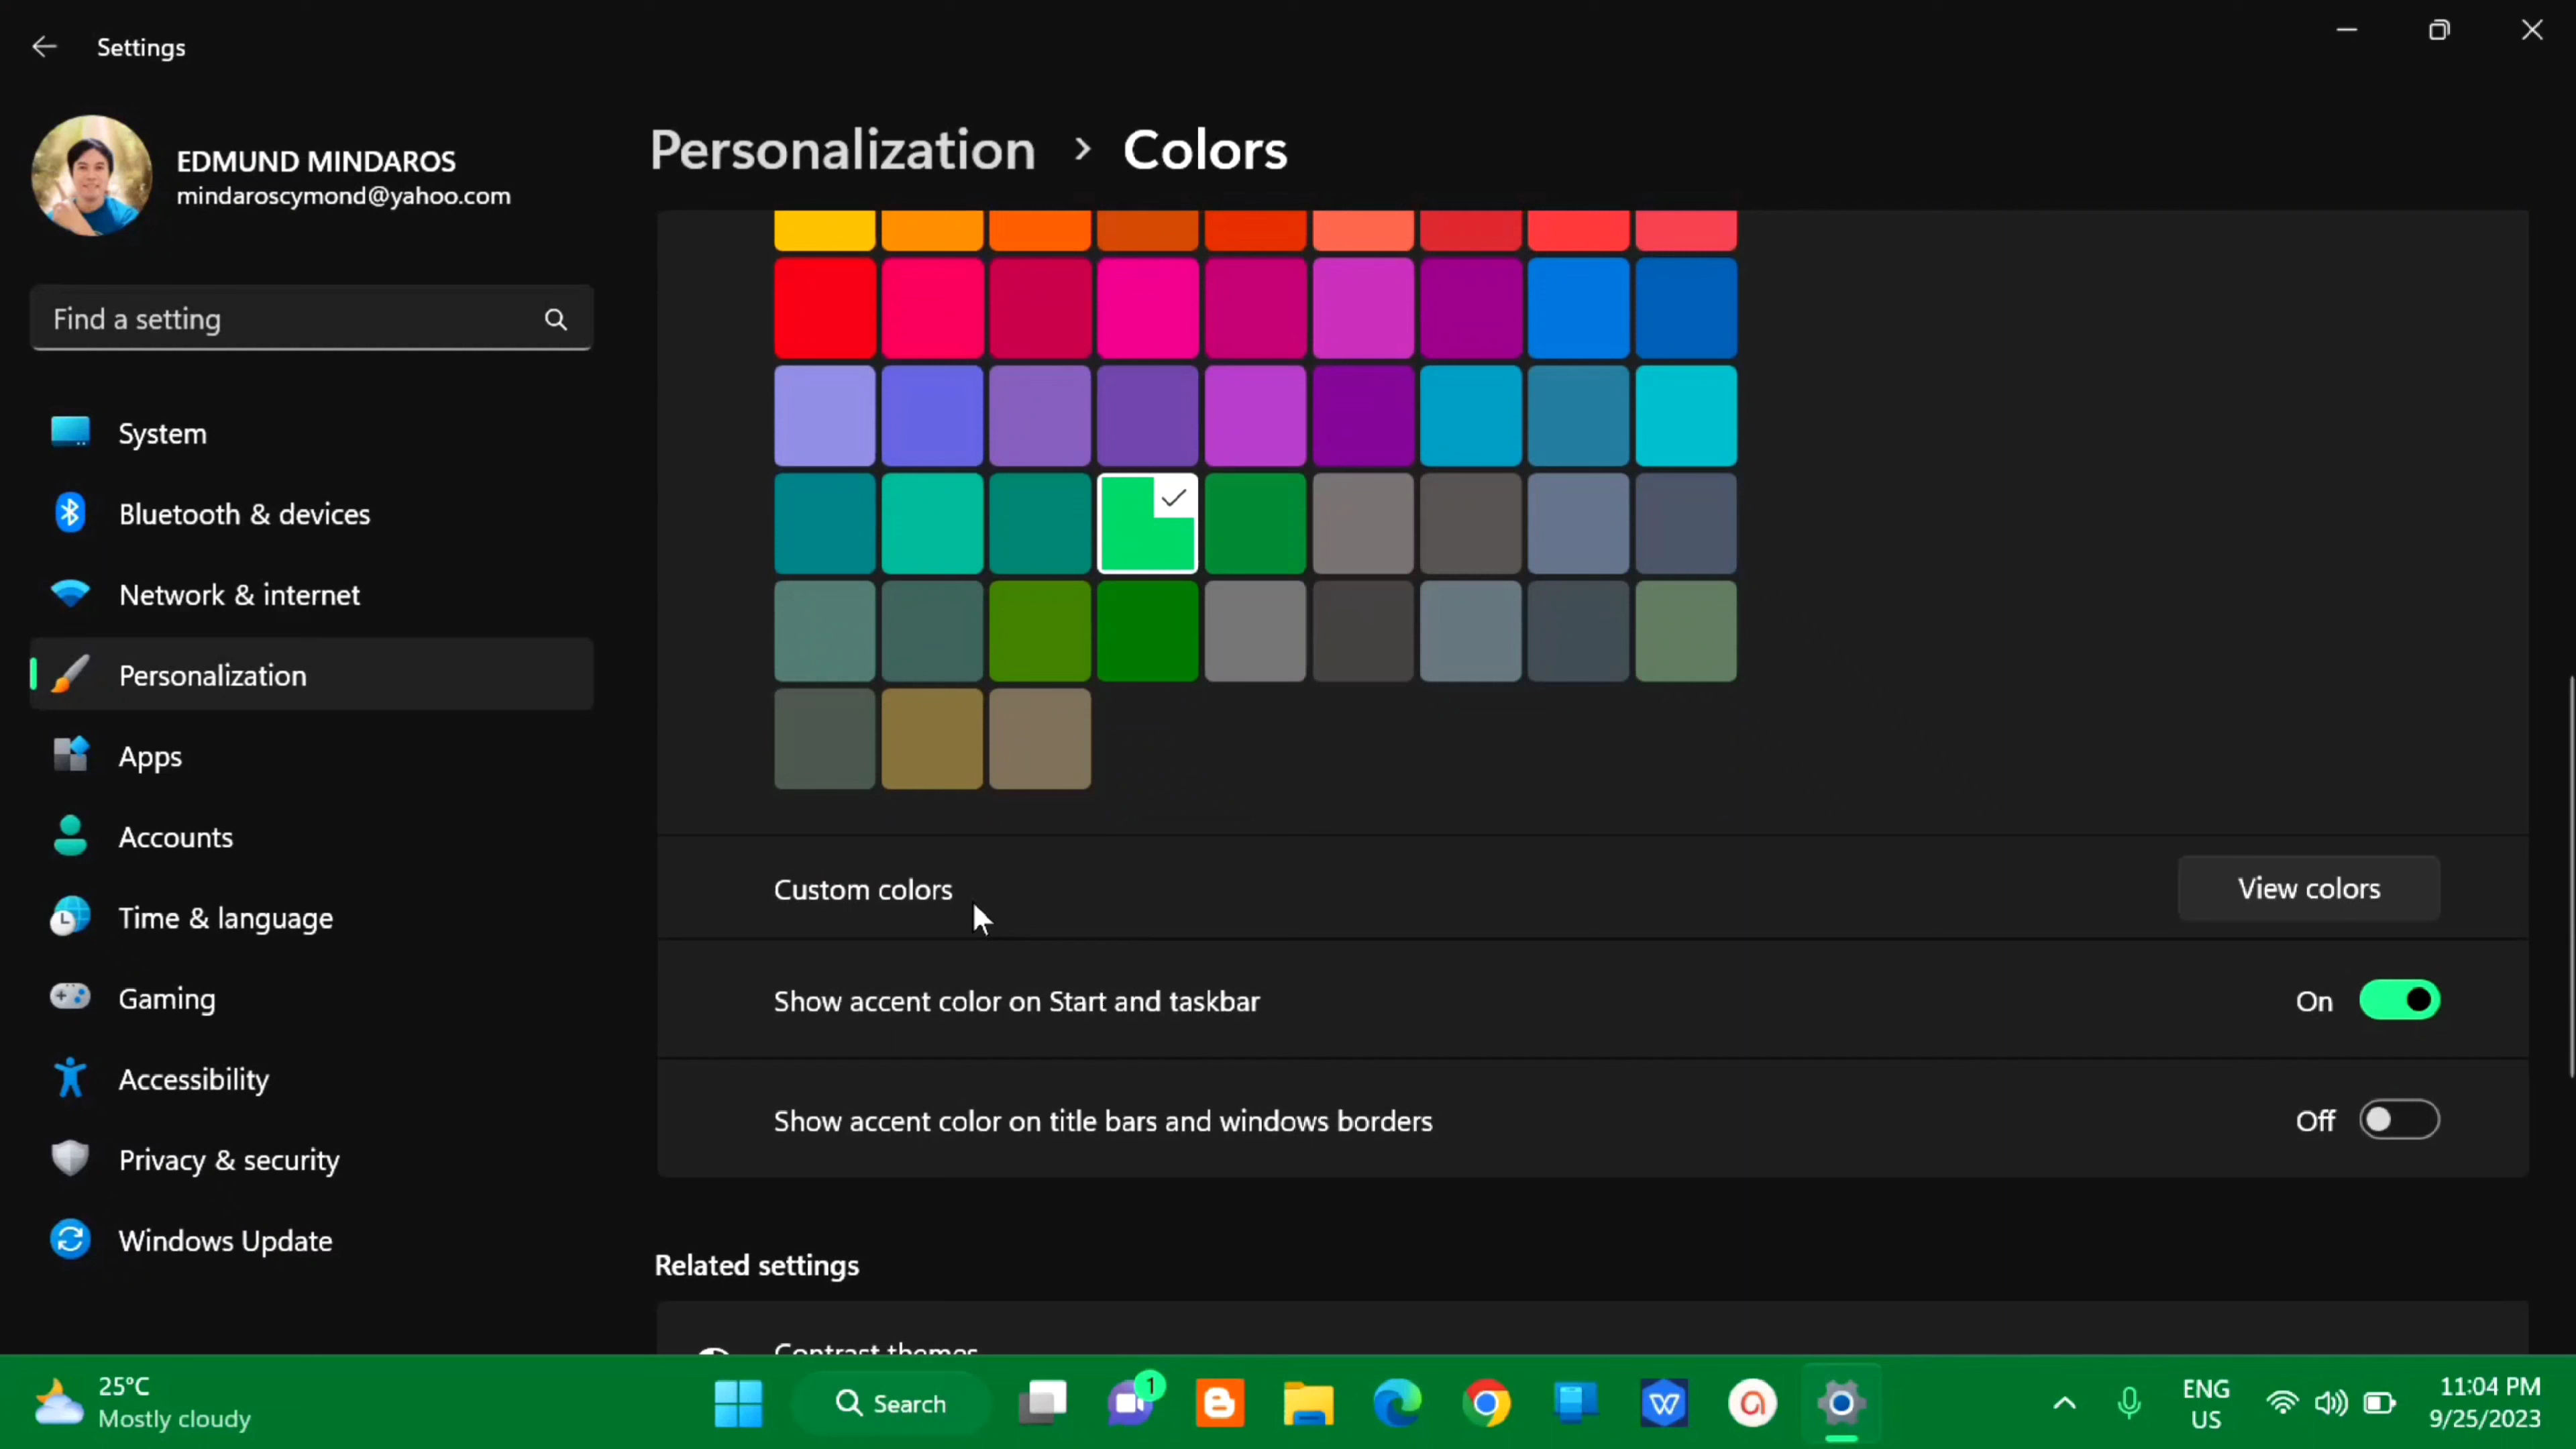 Settings
EDMUND MINDAROS
mindaroscymond@yahoo.com
Find a setting
System
Bluetooth & devices
Network & internet
Personalization
Apps
Accounts
Time & language
Gaming
Accessibility
Privacy & security
Windows Update
Personalization > Colors
Custom colors
View colors
Show accent color on Start and taskbar
On
Show accent color on title bars and windows borders
Off
Related settings
Contrast themes
25°C
Mostly cloudy
Search
1
ENG
US
11:04 PM
9/25/2023